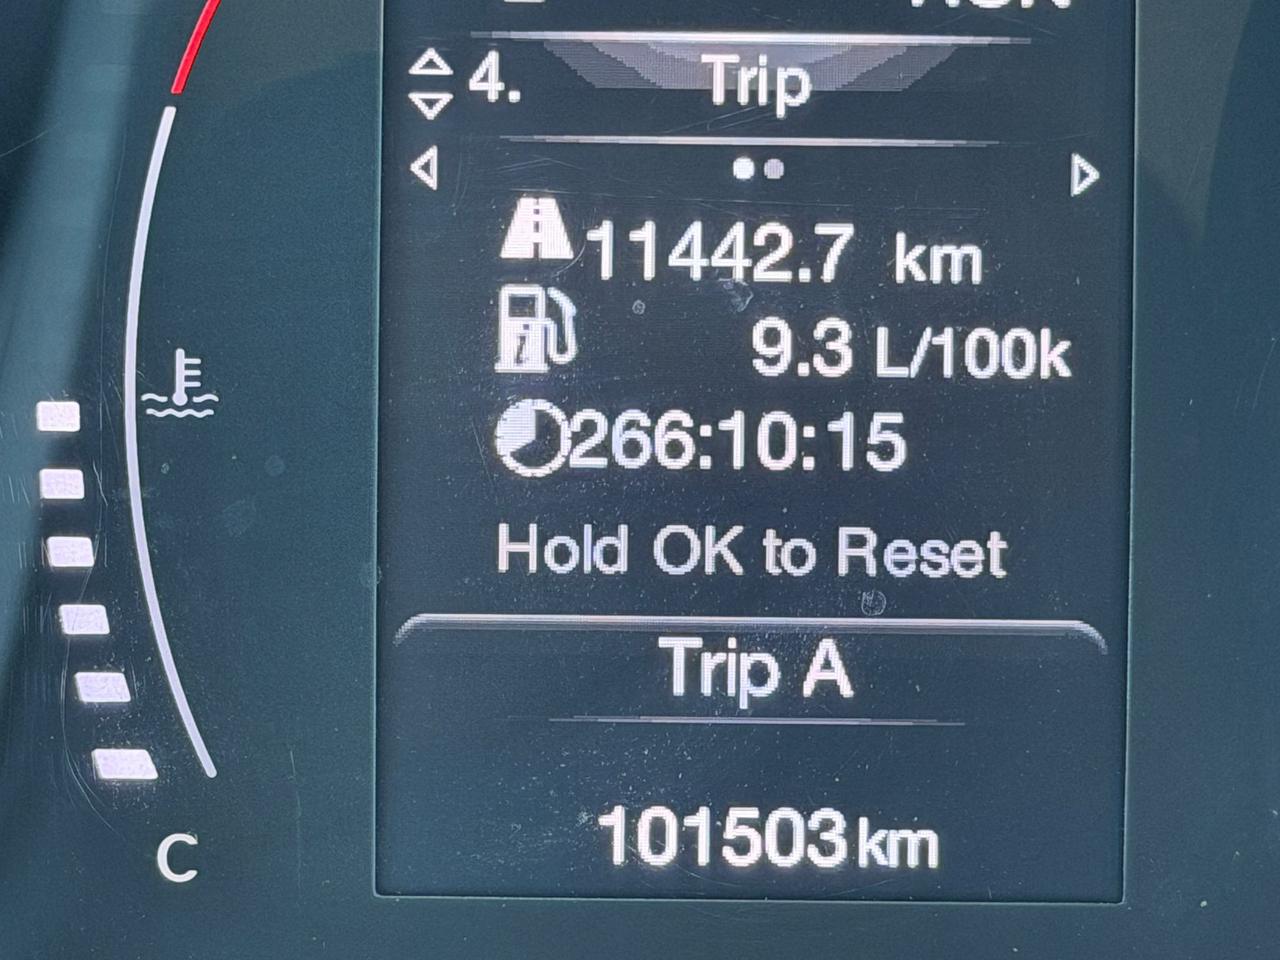 4. Trip
11442.7 km
9.3 L/100k
266:10:15
Hold OK to Reset
Trip A
101503 km
C